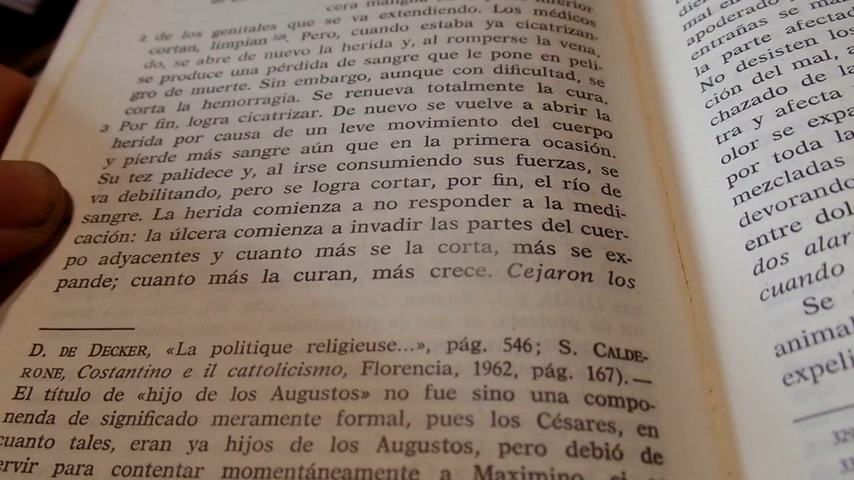 cera
inferior
2 de los genitales que se va extendiendo. Los médicos
cortan, limpian 328. Pero, cuando estaba ya cicatrizan-
do, se abre de nuevo la herida y, al romperse la vena,
se produce una pérdida de sangre que le pone en peli-
gro de muerte. Sin embargo, aunque con dificultad, se
corta la hemorragia. Se renueva totalmente la cura.
3 Por fin, logra cicatrizar. De nuevo se vuelve a abrir la
herida por causa de un leve movimiento del cuerpo
y pierde más sangre aún que en la primera ocasión.
Su tez palidece y, al irse consumiendo sus fuerzas, se
va debilitando, pero se logra cortar, por fin, el río de
sangre. La herida comienza a no responder a la medi-
cación: la úlcera comienza a invadir las partes del cuer-
po adyacentes y cuanto más se la corta, más se ex-
pande; cuanto más la curan, más crece. Cejaron los
D. DE DECKER, «La politique religieuse...», pág. 546; S. CALDE-
RONE, Costantino e il cattolicismo, Florencia, 1962, pág. 167).—
El título de «hijo de los Augustos» no fue sino una compo-
nenda de significado meramente formal, pues los Césares, en
cuanto tales, eran ya hijos de los Augustos, pero debió de
ervir para contentar momentáneamente a Maximino
dien
mal en
apoderado
entrañas se ma
la parte afectad
No desisten los
ción del mal, a
chazado de la
tra y afecta
olor se expa
por toda la
mezcladas
devorando
entre dol
dos alar
cuando
Se
animal
expeli
329
33